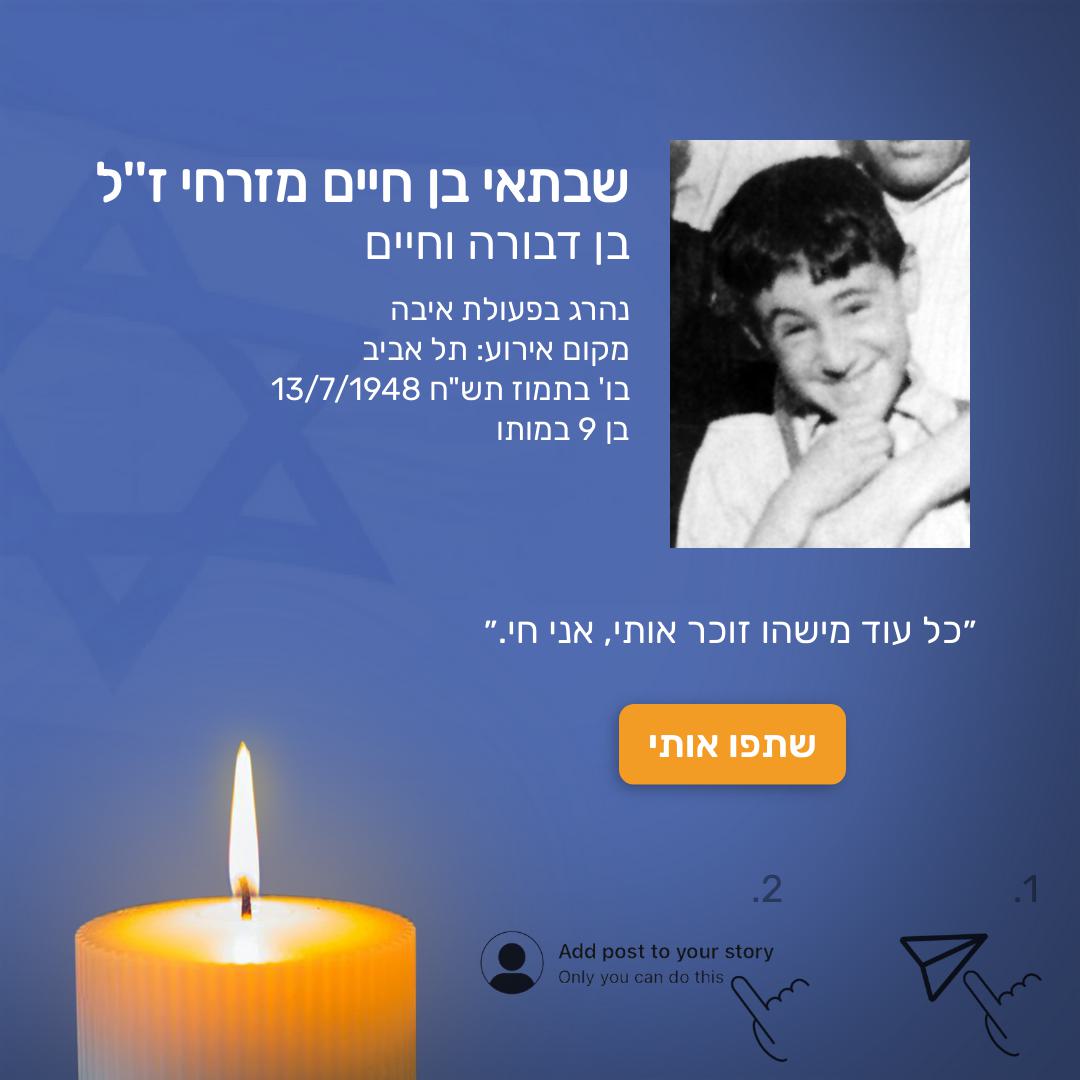 שבתאי בן חיים מזרחי ז"ל
בן דבורה וחיים
נהרג בפעולת איבה
מקום אירוע: תל אביב
בו' בתמוז תש"ח 13/7/1948
בן 9 במותו
״כל עוד מישהו זוכר אותי, אני חי.״
שתפו אותי
1.
2.
Add post to your story
Only you can do this